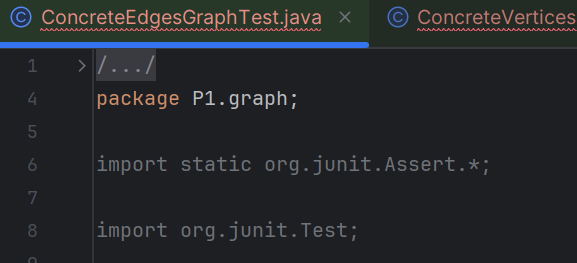 ConcreteEdgesGraphTest.java
ConcreteVertices
1 /.../
4 package P1.graph;
5
6 import static org.junit.Assert.*;
7
8 import org.junit.Test;